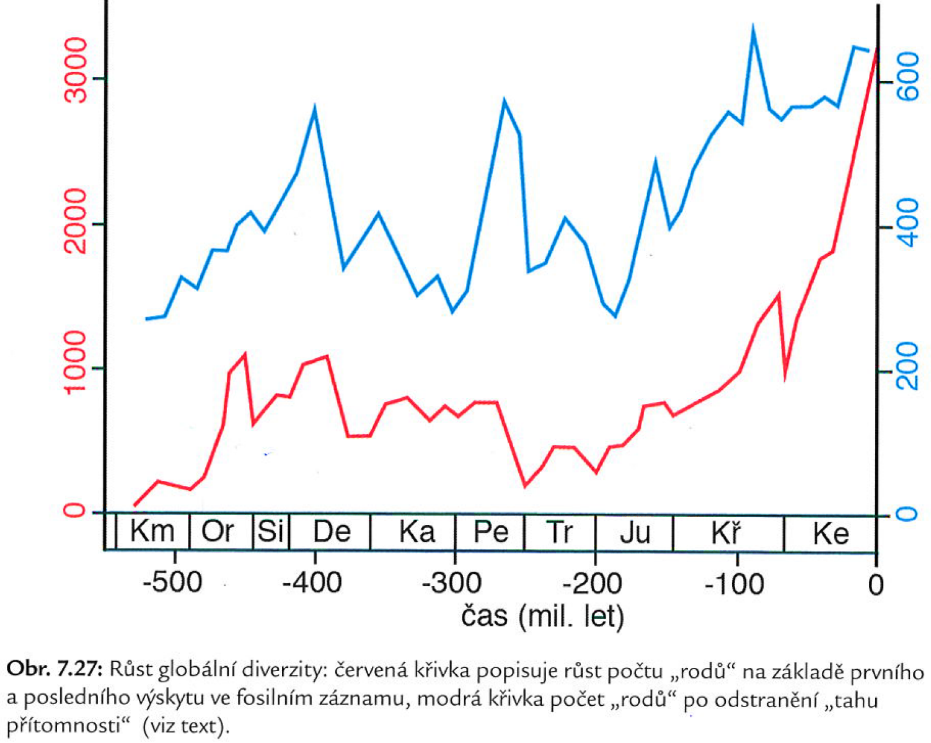 3000
2000
1000
0
600
400
200
0
Km Or Si De Ka Pe Tr Ju Kř Ke
-500 -400 -300 -200 -100 0
čas (mil. let)
Obr. 7.27: Růst globální diverzity: červená křivka popisuje růst počtu „rodů“ na základě prvního
a posledního výskytu ve fosilním záznamu, modrá křivka počet „rodů“ po odstranění „tahu
přítomnosti“ (viz text).